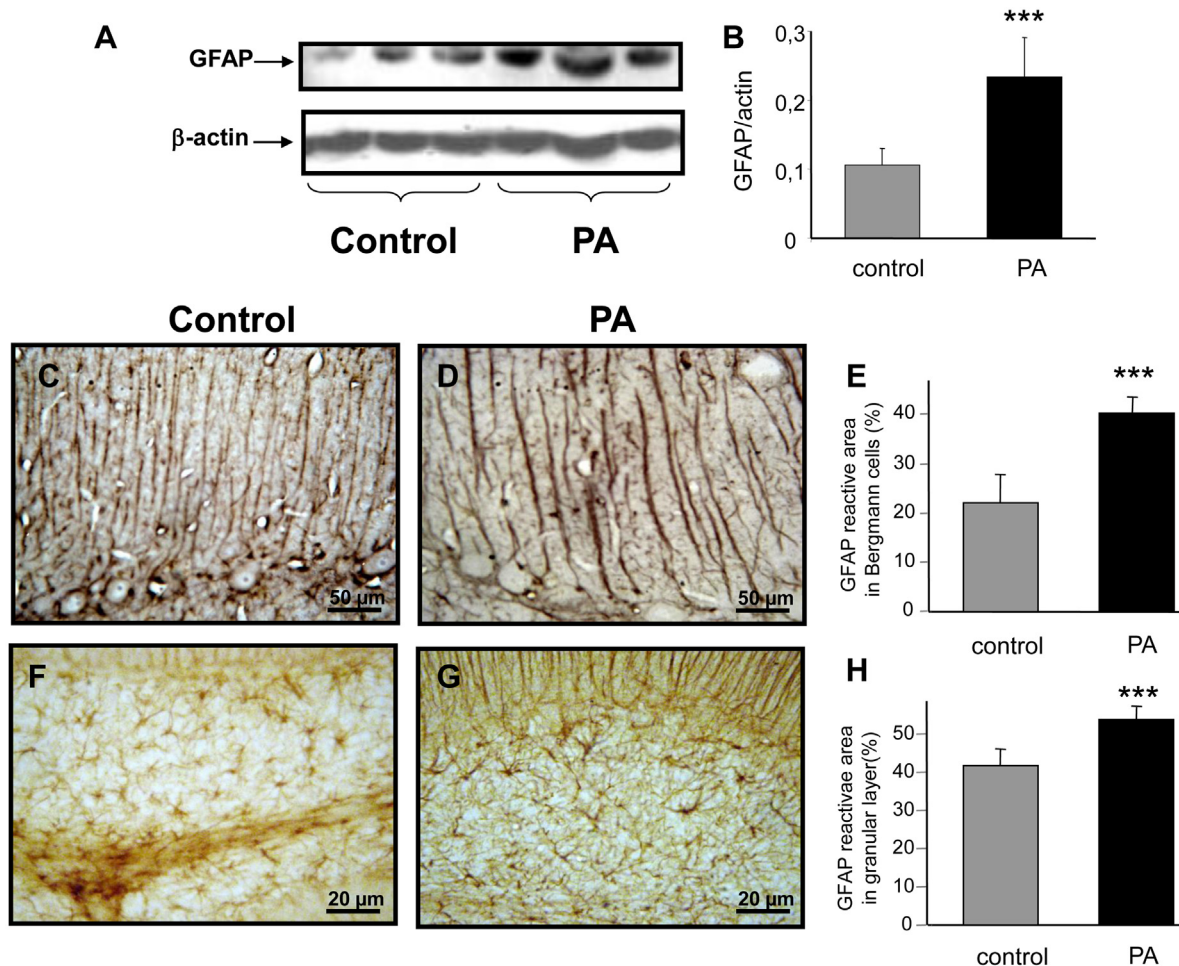 A
GFAP
β-actin
Control
PA
B
***
0,3
0,2
0,1
0
GFAP/actin
control
PA
Control
PA
C
50 µm
D
50 µm
E
***
40
30
20
10
0
GFAP reactive area
in Bergmann cells (%)
control
PA
F
20 µm
G
20 µm
H
***
50
40
30
20
10
0
GFAP reactivae area
in granular layer(%)
control
PA